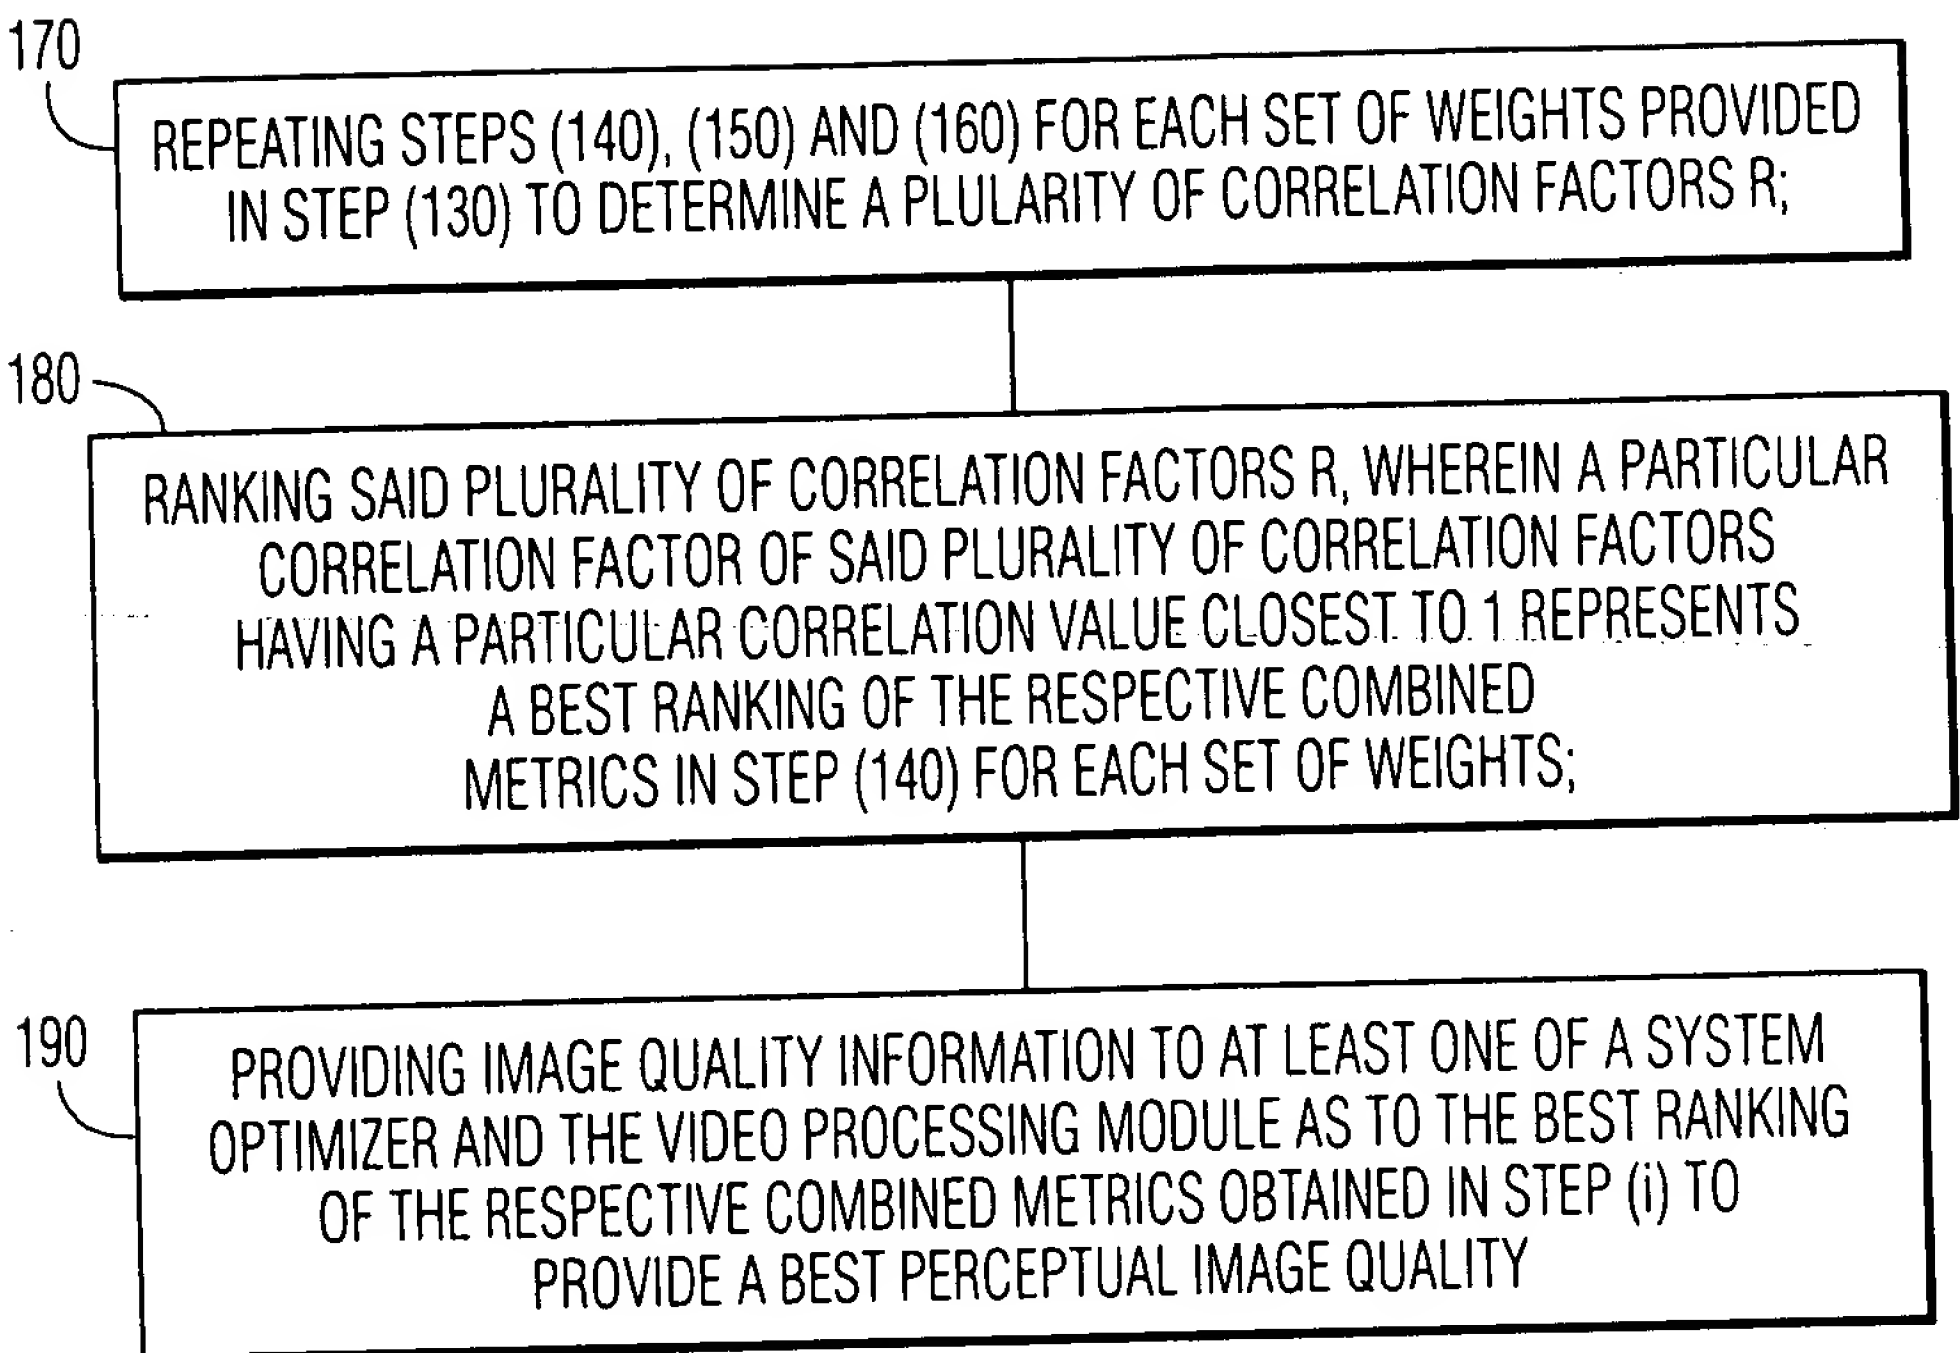 170
REPEATING STEPS (140), (150) AND (160) FOR EACH SET OF WEIGHTS PROVIDED
IN STEP (130) TO DETERMINE A PLULARITY OF CORRELATION FACTORS R;
180
RANKING SAID PLURALITY OF CORRELATION FACTORS R, WHEREIN A PARTICULAR
CORRELATION FACTOR OF SAID PLURALITY OF CORRELATION FACTORS
HAVING A PARTICULAR CORRELATION VALUE CLOSEST TO 1 REPRESENTS
A BEST RANKING OF THE RESPECTIVE COMBINED
METRICS IN STEP (140) FOR EACH SET OF WEIGHTS;
190
PROVIDING IMAGE QUALITY INFORMATION TO AT LEAST ONE OF A SYSTEM
OPTIMIZER AND THE VIDEO PROCESSING MODULE AS TO THE BEST RANKING
OF THE RESPECTIVE COMBINED METRICS OBTAINED IN STEP (i) TO
PROVIDE A BEST PERCEPTUAL IMAGE QUALITY